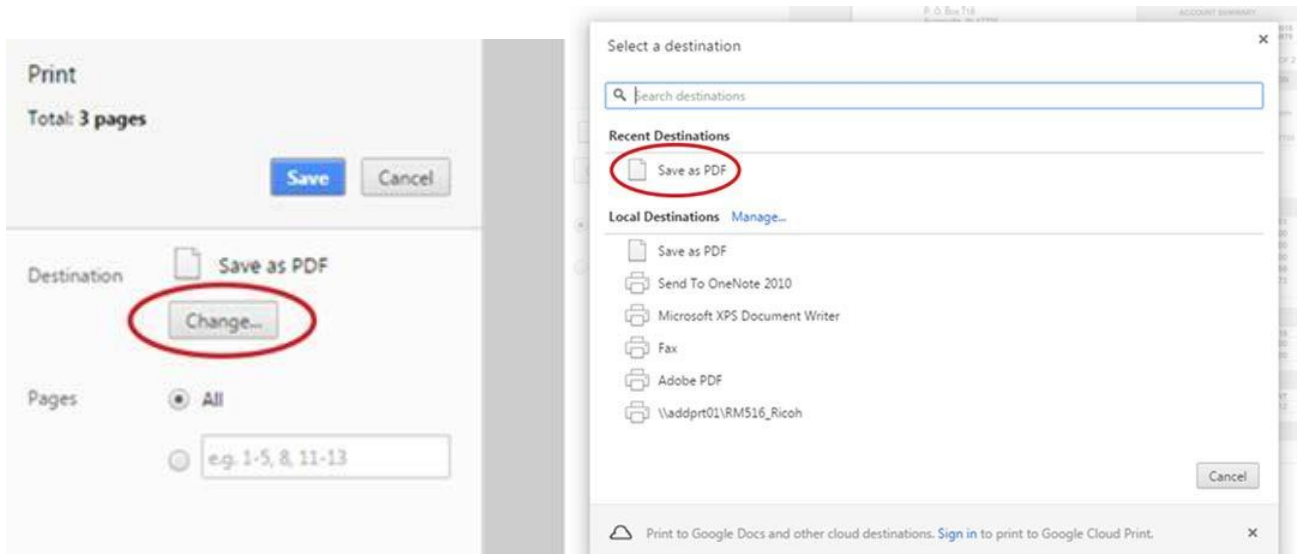 Print
Total: 3 pages
Save Cancel
Destination Save as PDF
Change...
Pages All
e.g. 1-5, 8, 11-13
P. O. Box 718
ACCOUNT SUMMARY
Select a destination
Search destinations
Recent Destinations
Save as PDF
Local Destinations Manage...
Save as PDF
Send To OneNote 2010
Microsoft XPS Document Writer
Fax
Adobe PDF
\\addprt01\RM516_Ricoh
Cancel
Print to Google Docs and other cloud destinations. Sign in to print to Google Cloud Print.